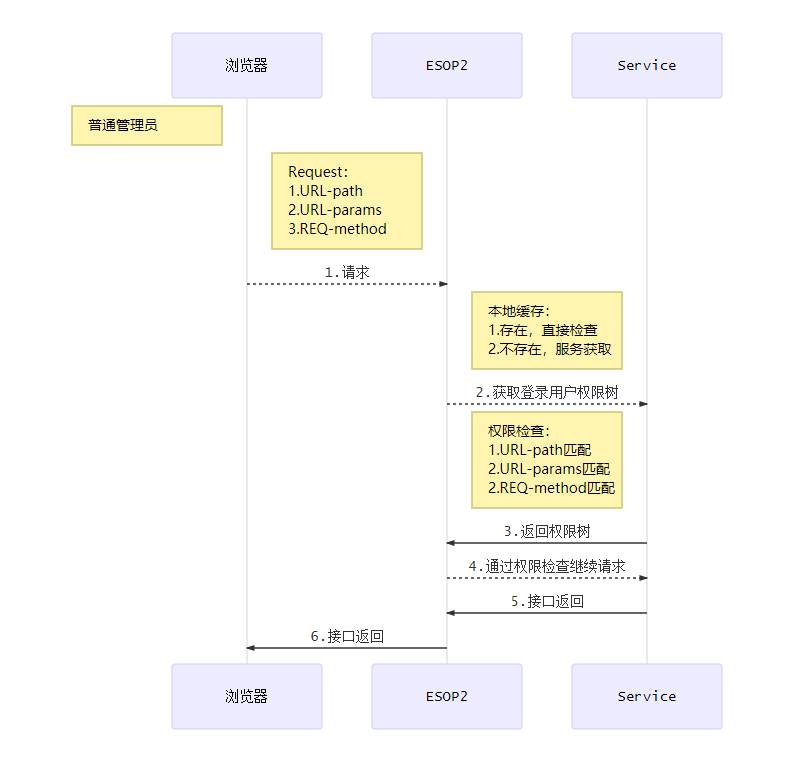 浏览器
ESOP2
Service
普通管理员
Request:
1.URL-path
2.URL-params
3.REQ-method
1.请求
本地缓存:
1.存在，直接检查
2.不存在，服务获取
2.获取登录用户权限树
权限检查:
1.URL-path匹配
2.URL-params匹配
2.REQ-method匹配
3.返回权限树
4.通过权限检查继续请求
5.接口返回
6.接口返回
浏览器
ESOP2
Service